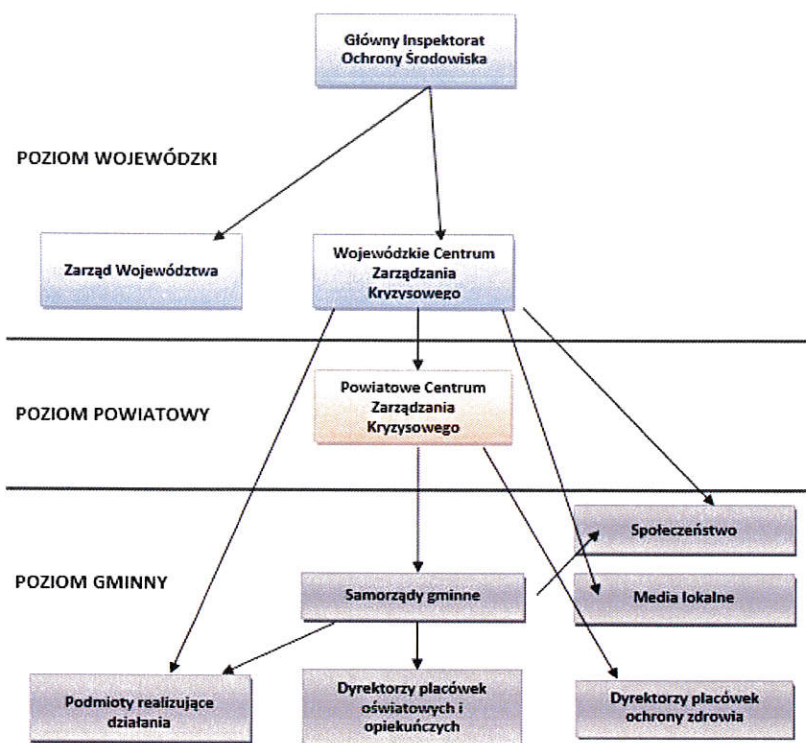 Główny Inspektorat
Ochrony Środowiska
POZIOM WOJEWÓDZKI
Zarząd Województwa
Wojewódzkie Centrum
Zarządzania
Kryzysowego
POZIOM POWIATOWY
Powiatowe Centrum
Zarządzania
Kryzysowego
Społeczeństwo
POZIOM GMINNY
Samorządy gminne
Media lokalne
Podmioty realizujące
działania
Dyrektorzy placówek
oświatowych i
opiekuńczych
Dyrektorzy placówek
ochrony zdrowia